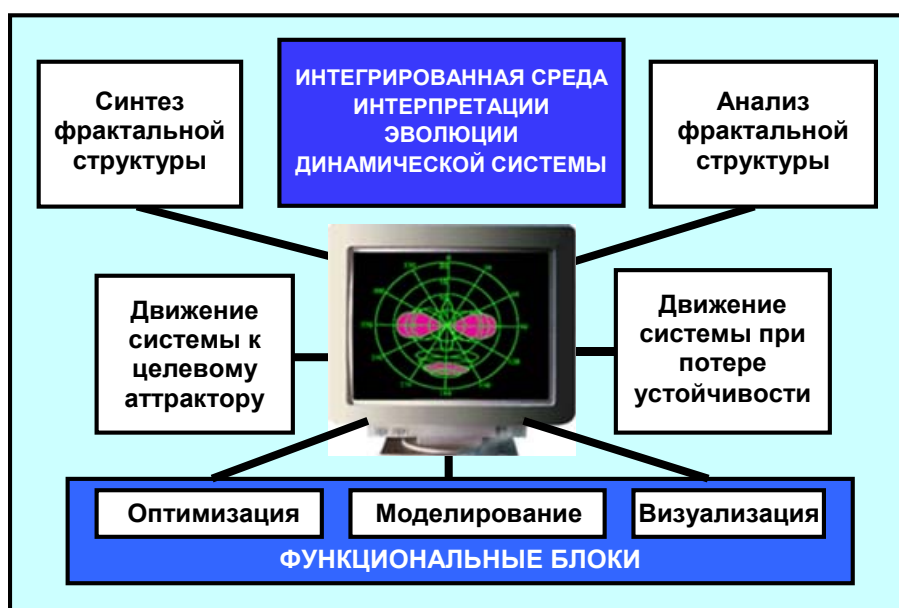 Синтез
фрактальной
структуры
ИНТЕГРИРОВАННАЯ СРЕДА
ИНТЕРПРЕТАЦИИ
ЭВОЛЮЦИИ
ДИНАМИЧЕСКОЙ СИСТЕМЫ
Анализ
фрактальной
структуры
Движение
системы к
целевому
аттрактору
Движение
системы при
потере
устойчивости
Оптимизация
Моделирование
Визуализация
ФУНКЦИОНАЛЬНЫЕ БЛОКИ